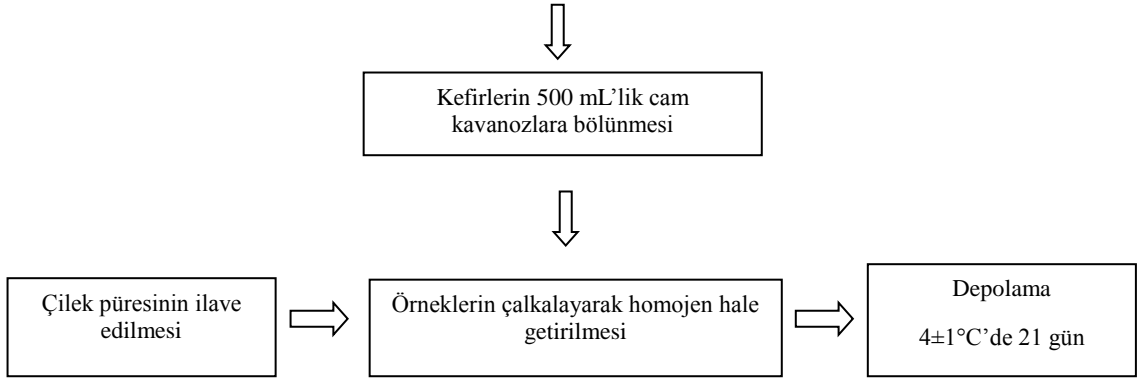 Kefirlerin 500 mL’lik cam
kavanozlara bölünmesi
Çilek püresinin ilave
edilmesi
Örneklerin çalkalayarak homojen hale
getirilmesi
Depolama
4±1°C’de 21 gün